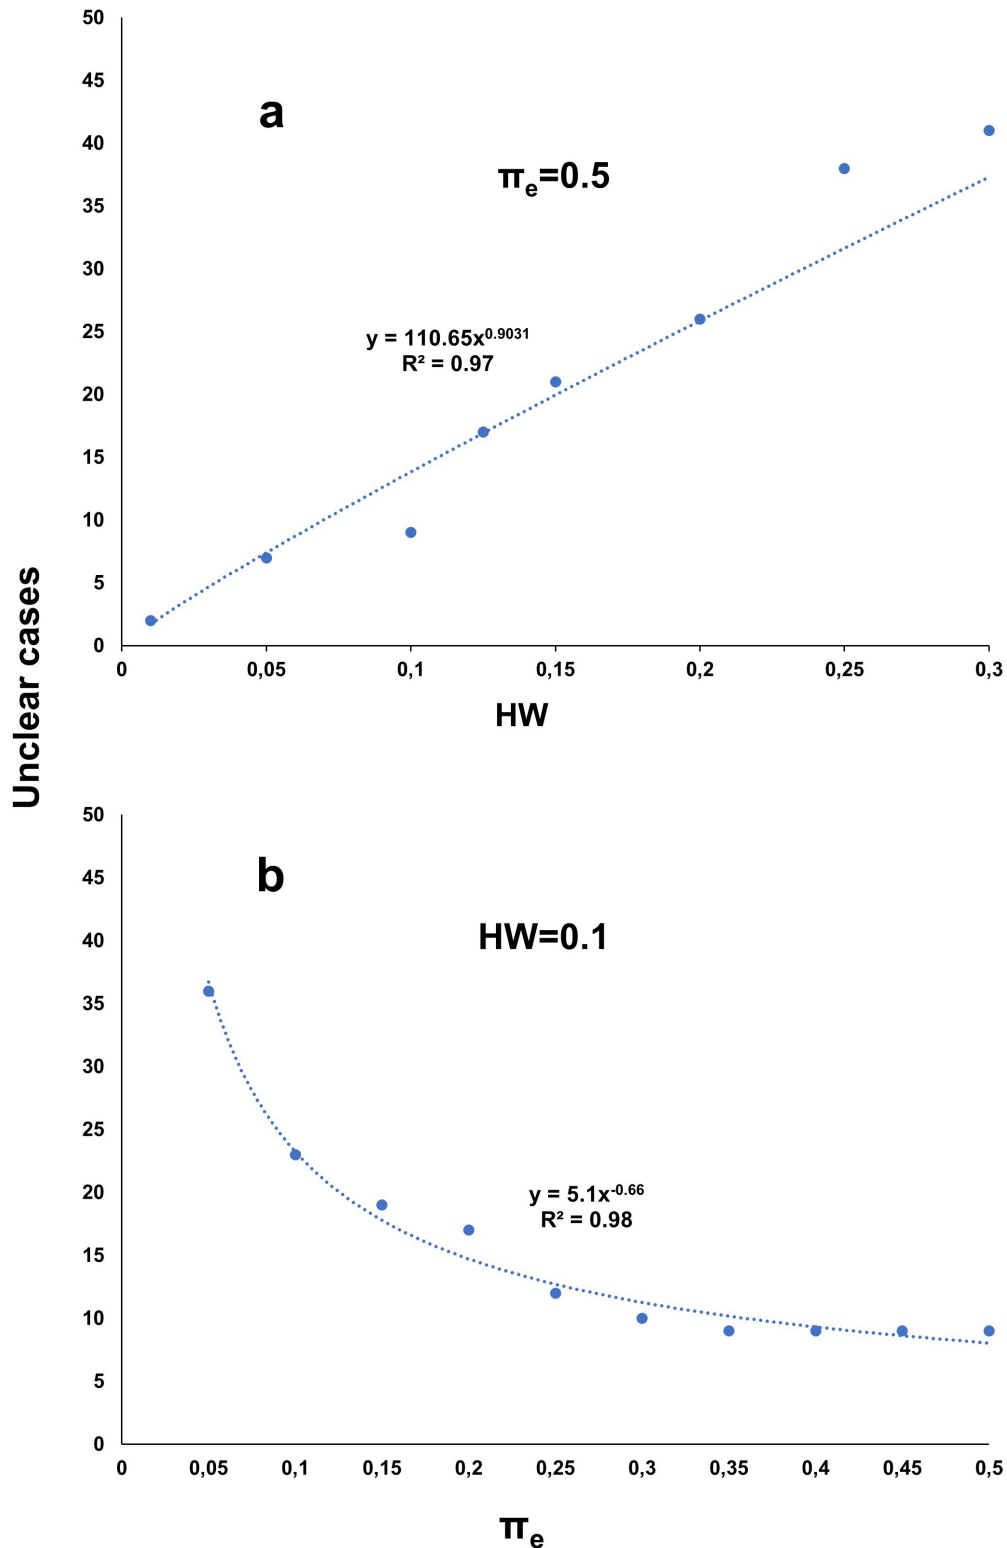 50
45
a
40
πe=0.5
35
30
25
y = 110.65x^0.9031
R² = 0.97
20
15
10
5
0
0 0,05 0,1 0,15 0,2 0,25 0,3
HW
Unclear cases
50
45
b
40
HW=0.1
35
30
25
20
y = 5.1x^-0.66
R² = 0.98
15
10
5
0
0 0,05 0,1 0,15 0,2 0,25 0,3 0,35 0,4 0,45 0,5
πe